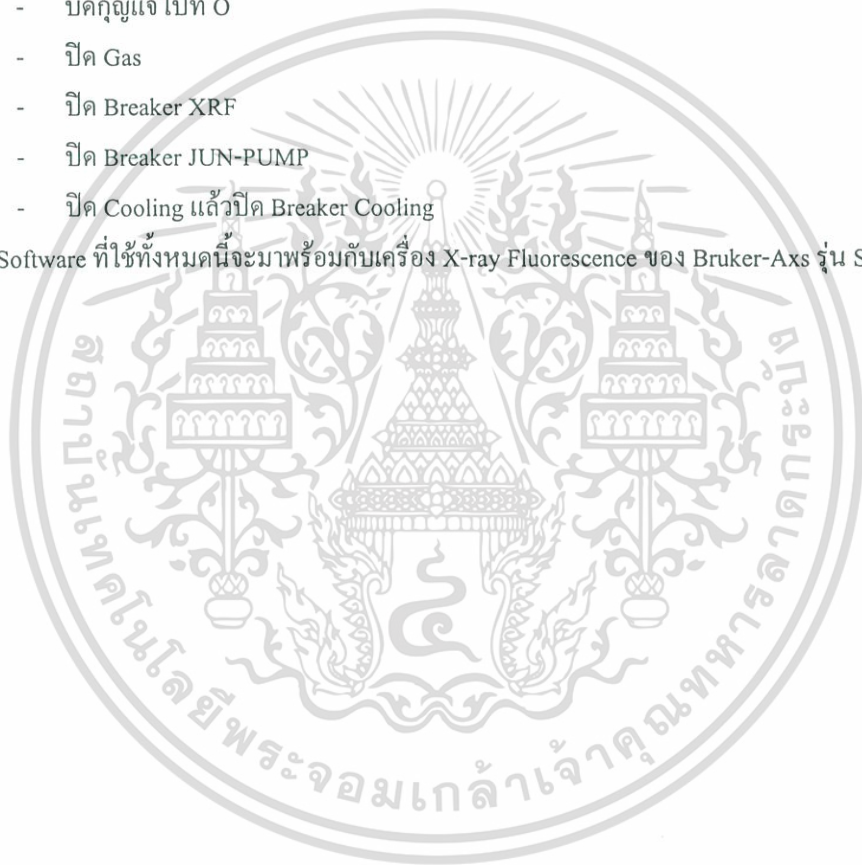 - บิดกุญแจ ไปที่ O
- ปิด Gas
- ปิด Breaker XRF
- ปิด Breaker JUN-PUMP
- ปิด Cooling แล้วปิด Breaker Cooling
Software ที่ใช้ทั้งหมดนี้จะมาพร้อมกับเครื่อง X-ray Fluorescence ของ Bruker-Axs รุ่น S
สถาบันเทคโนโลยีพระจอมเกล้าเจ้าคุณทหารลาดกระบัง